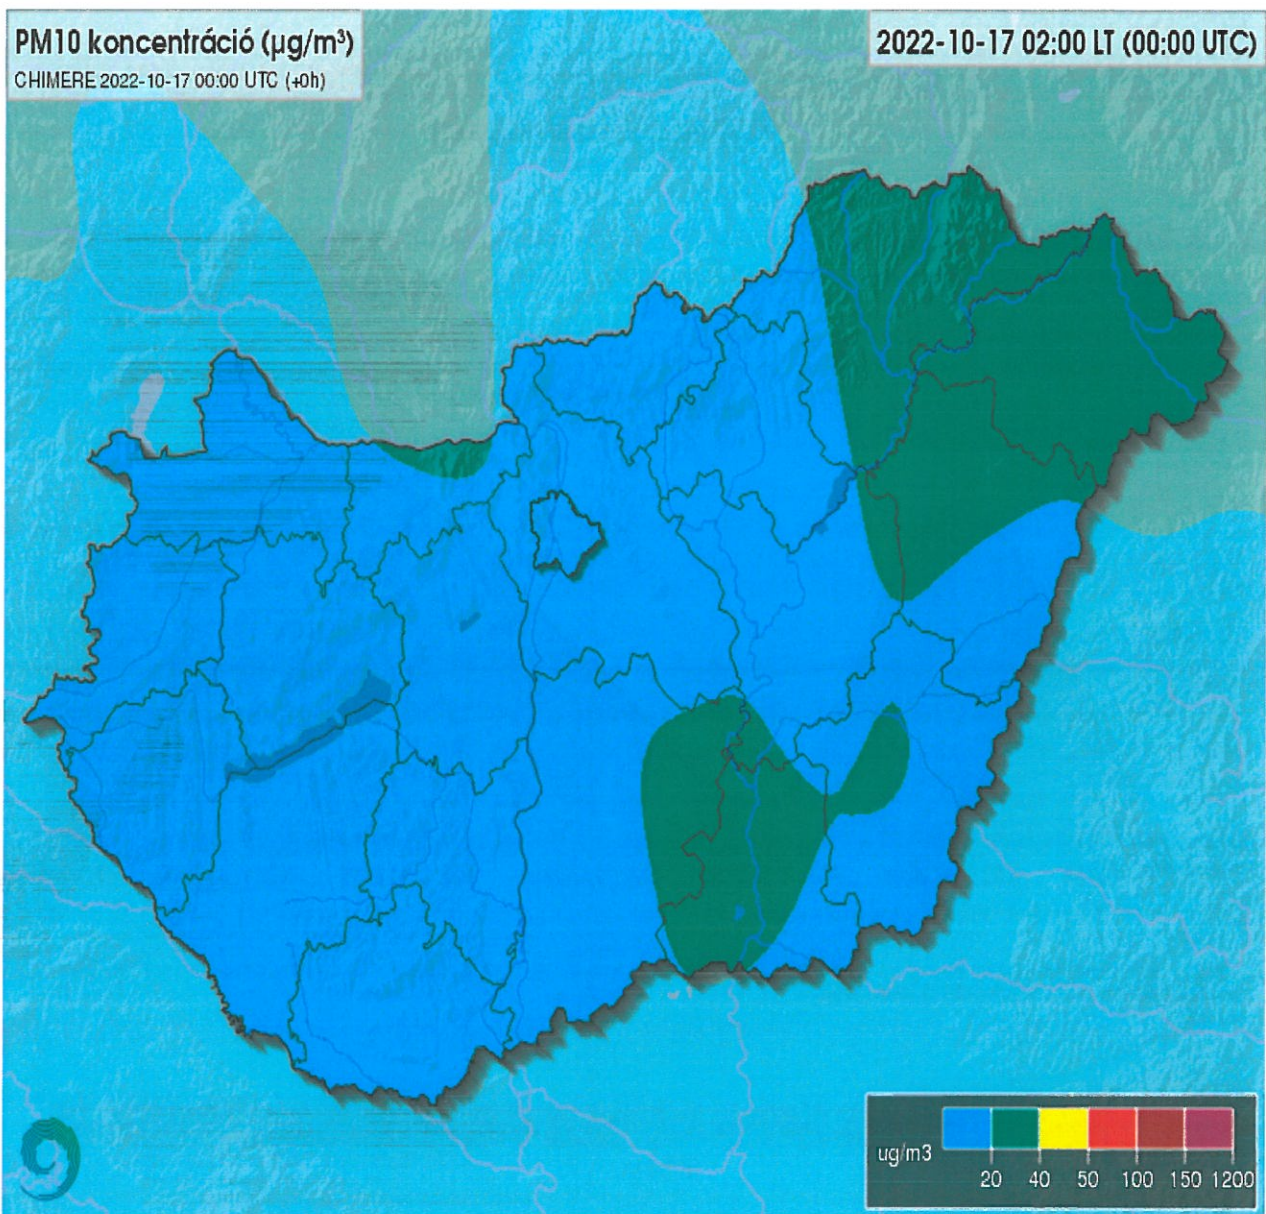 PM10 koncentráció (µg/m³)
CHIMERE 2022-10-17 00:00 UTC (+0h)
2022-10-17 02:00 LT (00:00 UTC)
ug/m3
20 40 50 100 150 1200